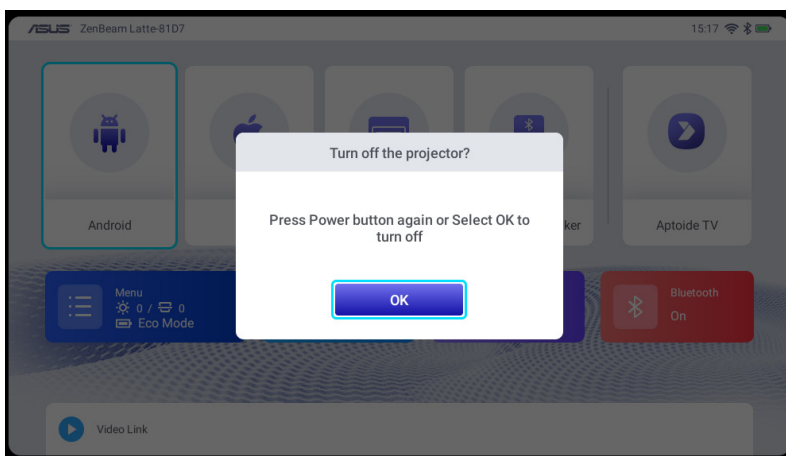 ASUS ZenBeam Latte-81D7 15:17
Turn off the projector?
Press Power button again or Select OK to
turn off
OK
Android
ker
Aptoide TV
Menu
0 / 0
Eco Mode
Bluetooth
On
Video Link